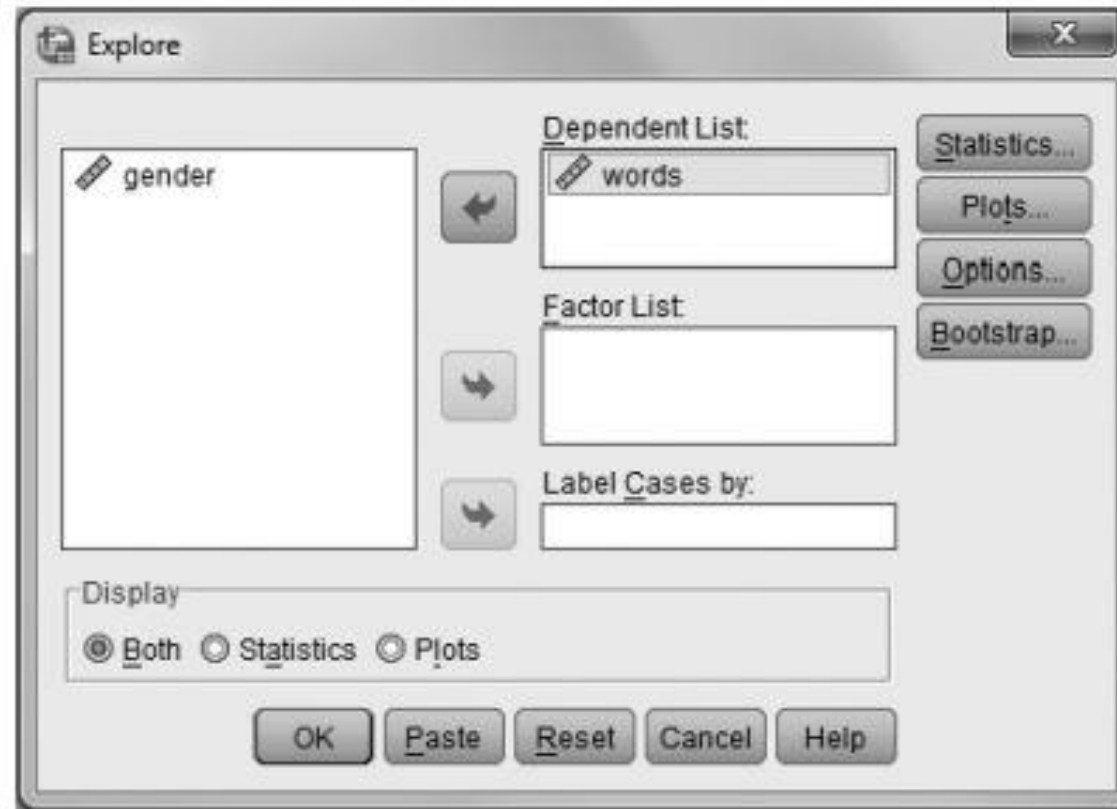 Explore
Dependent List:
gender
words
Statistics...
Plots...
Options...
Bootstrap...
Factor List:
Label Cases by:
Display
Both Statistics Plots
OK Paste Reset Cancel Help